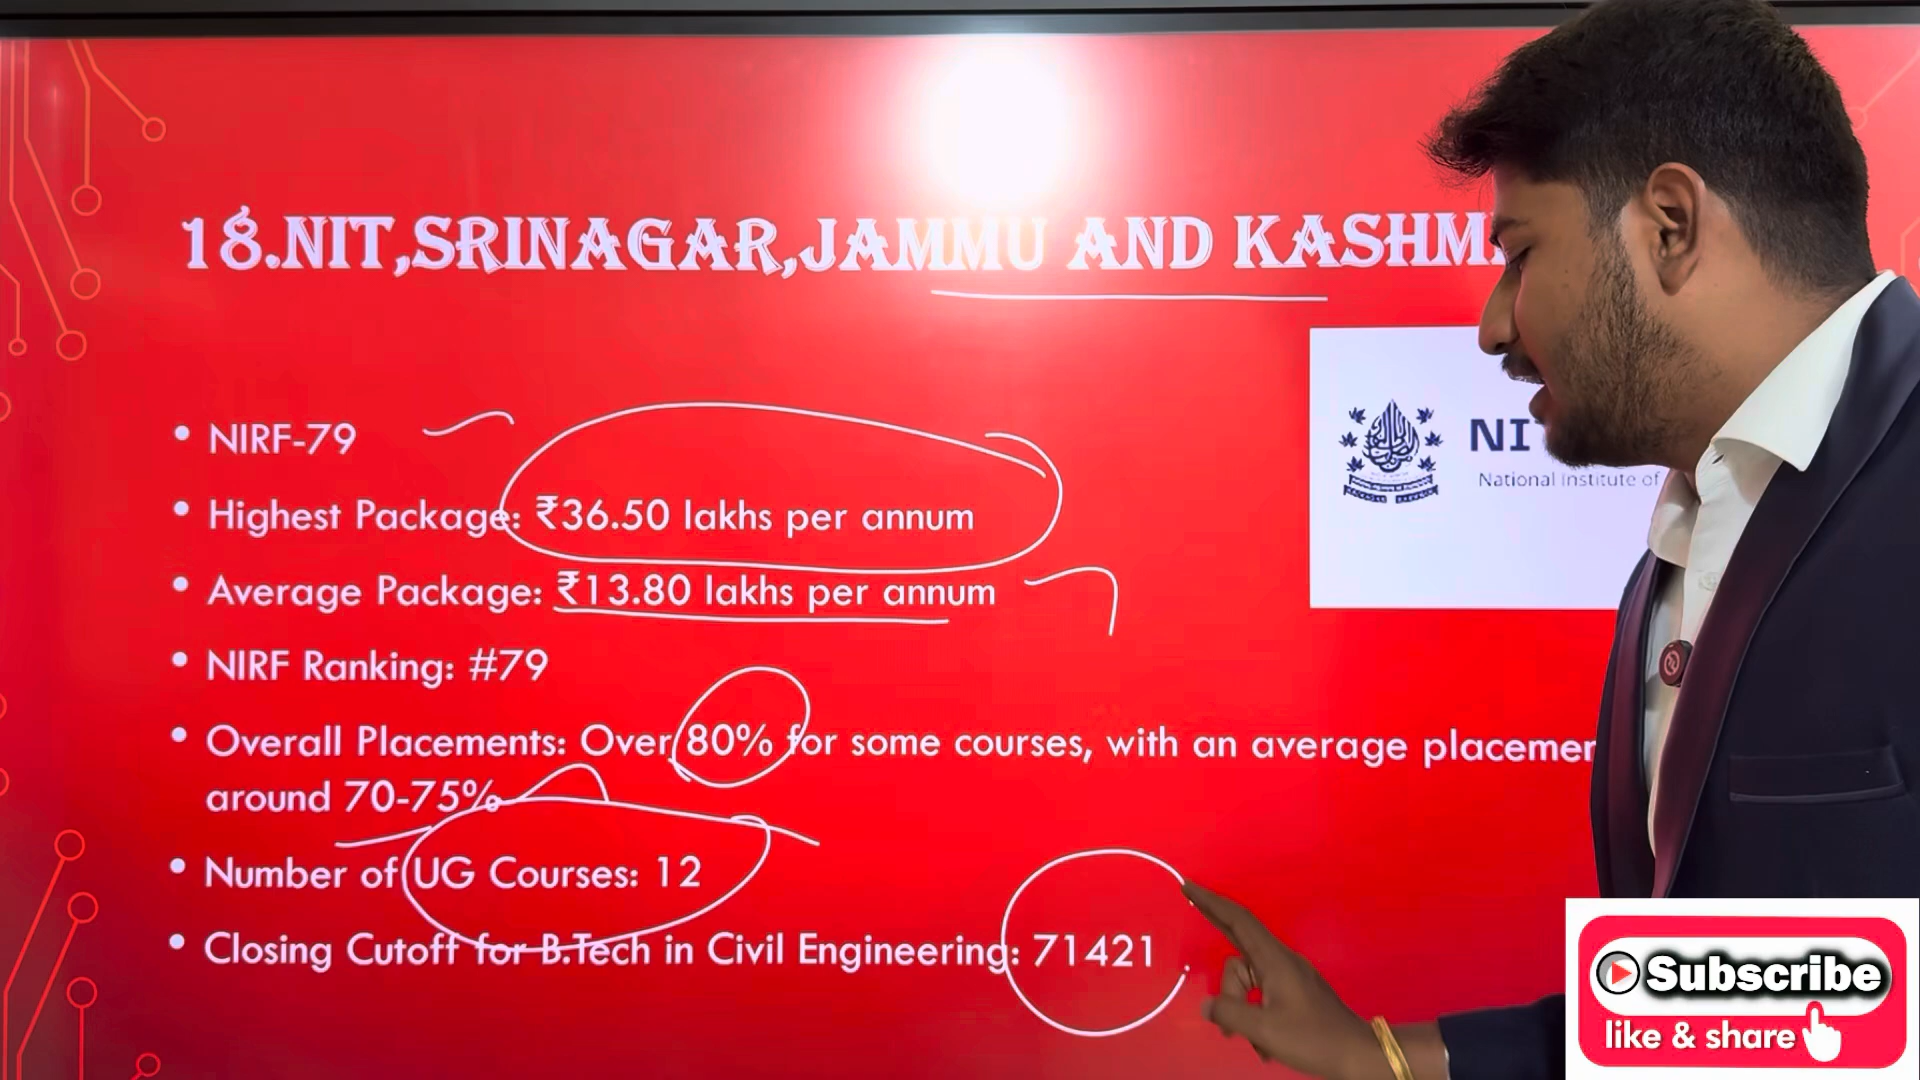 18.NIT,SRINAGAR,JAMMU AND KASHM
• NIRF-79
• Highest Package: ₹36.50 lakhs per annum
• Average Package: ₹13.80 lakhs per annum
• NIRF Ranking: #79
• Overall Placements: Over 80% for some courses, with an average
around 70-75%
• Number of UG Courses: 12
• Closing Cutoff for B.Tech in Civil Engineering: 71421
National Institute of
Subscribe
like & share